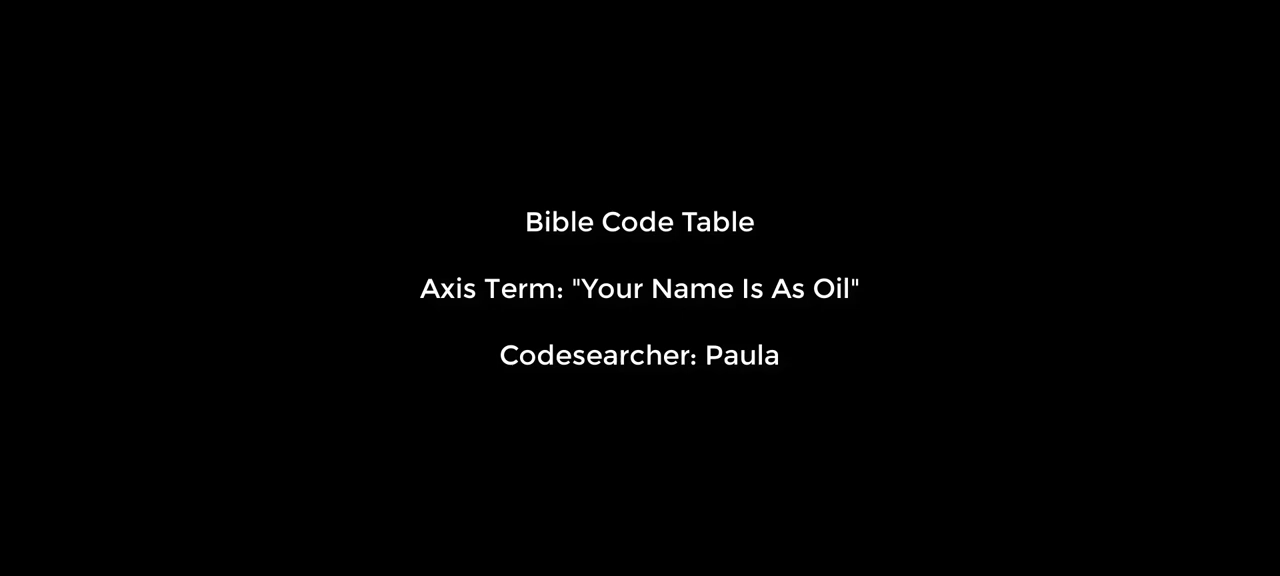 Bible Code Table
Axis Term: "Your Name Is As Oil"
Codesearcher: Paula